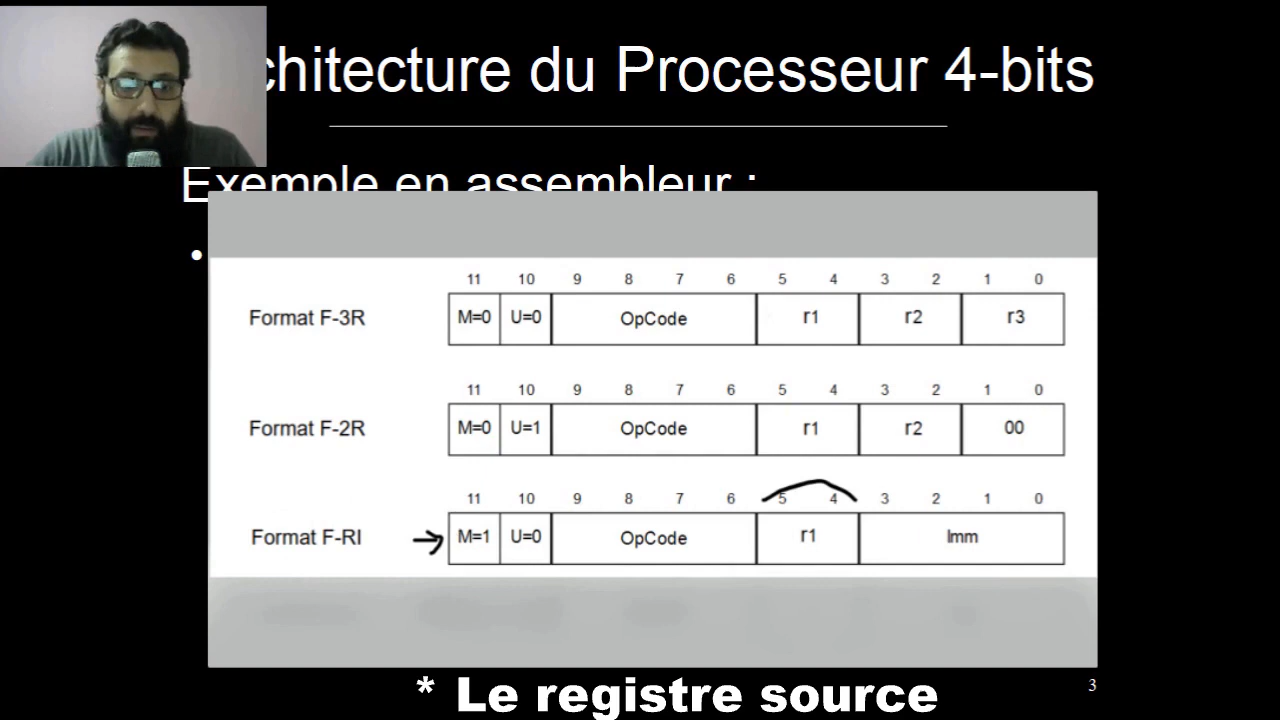 chitecture du Processeur 4-bits
Exemple en assembleur :
•
11 10 9 8 7 6 5 4 3 2 1 0
Format F-3R M=0 U=0 OpCode r1 r2 r3
11 10 9 8 7 6 5 4 3 2 1 0
Format F-2R M=0 U=1 OpCode r1 r2 00
11 10 9 8 7 6 5 4 3 2 1 0
Format F-RI M=1 U=0 OpCode r1 Imm
* Le registre source
3